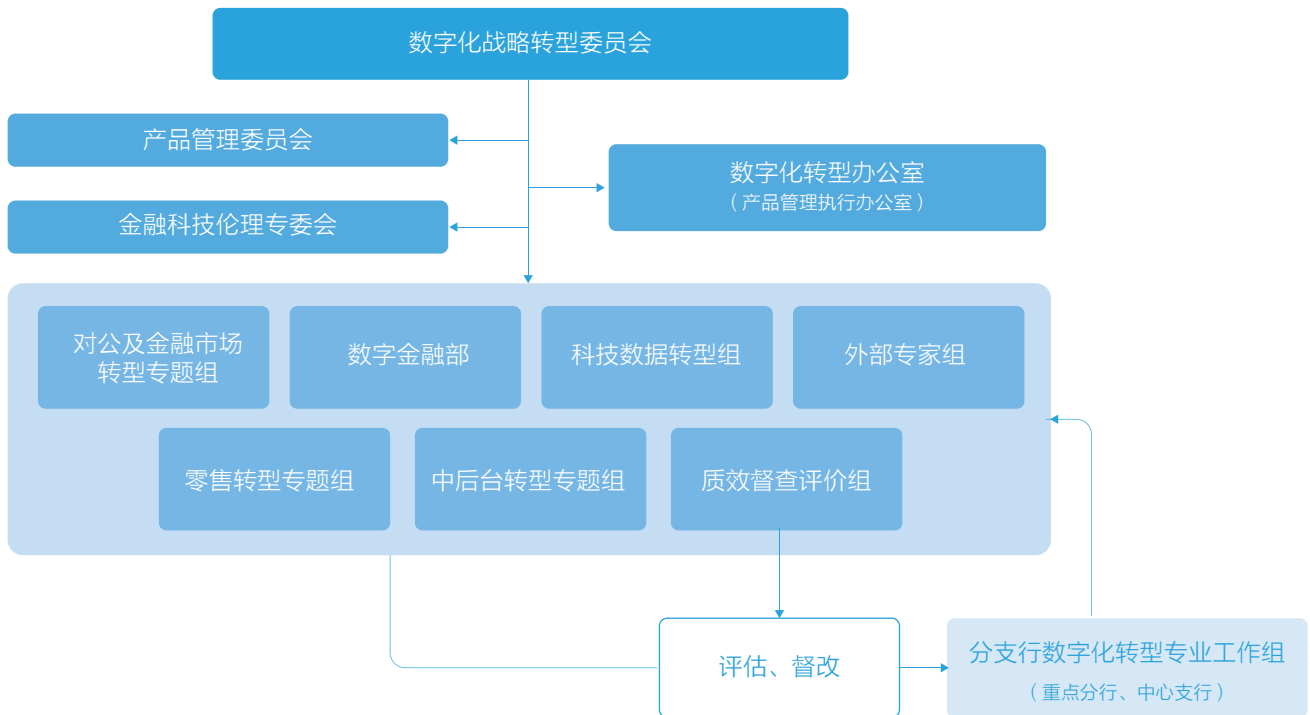 数字化战略转型委员会
产品管理委员会
数字化转型办公室
（产品管理执行办公室）
金融科技伦理专委会
对公及金融市场
转型专题组
数字金融部
科技数据转型组
外部专家组
零售转型专题组
中后台转型专题组
质效督查评价组
评估、督改
分支行数字化转型专业工作组
（重点分行、中心支行）